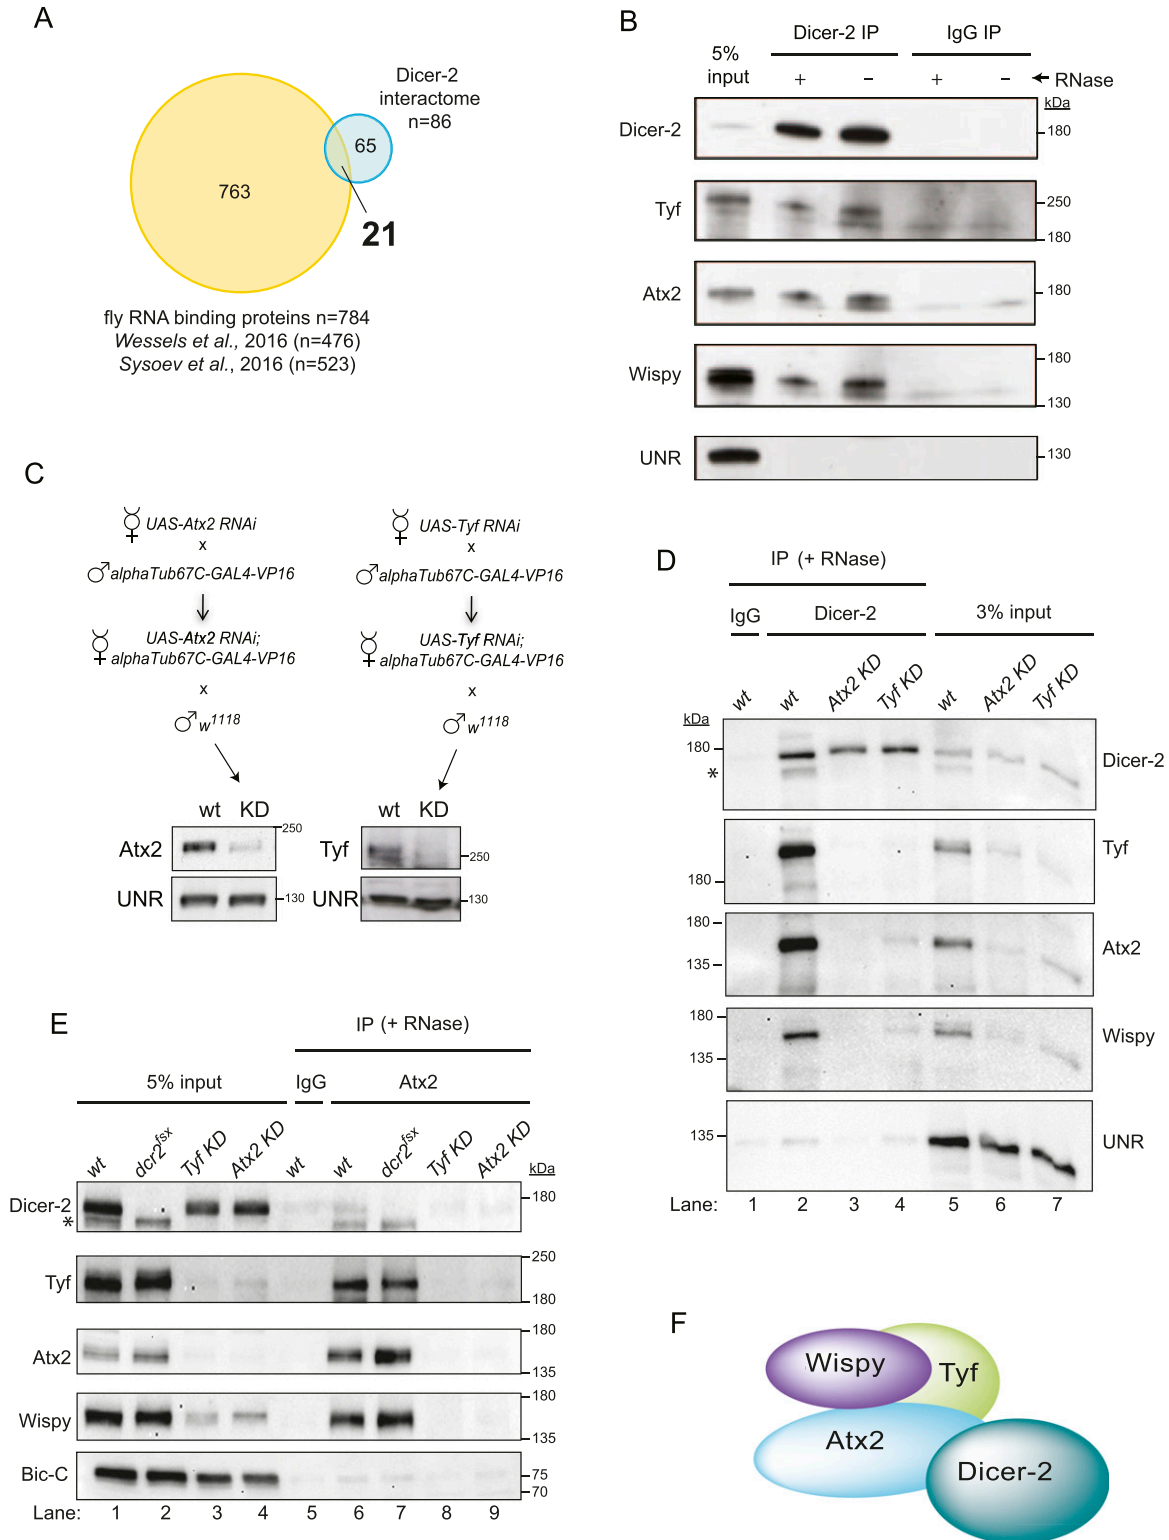 A
Dicer-2
interactome
n=86
65
763
21
fly RNA binding proteins n=784
Wessels et al., 2016 (n=476)
Sysoev et al., 2016 (n=523)
B
Dicer-2 IP IgG IP
5%
input + – + – RNase
kDa
Dicer-2 180
Tyf 250
180
Atx2 180
Wispy 180
130
UNR 130
C
UAS-Atx2 RNAi UAS-Tyf RNAi
x x
alphaTub67C-GAL4-VP16 alphaTub67C-GAL4-VP16
UAS-Atx2 RNAi; UAS-Tyf RNAi;
alphaTub67C-GAL4-VP16 alphaTub67C-GAL4-VP16
x x
w1118 w1118
wt KD wt KD
Atx2 250 Tyf 250
UNR 130 UNR 130
D
IP (+ RNase)
IgG Dicer-2 3% input
wt wt Atx2 KD Tyf KD wt Atx2 KD Tyf KD
kDa
180 Dicer-2
*
Tyf
180
180 Atx2
135
180 Wispy
135
135 UNR
Lane: 1 2 3 4 5 6 7
E
IP (+ RNase)
5% input IgG Atx2
wt dcr2fsx Tyf KD Atx2 KD wt wt dcr2fsx Tyf KD Atx2 KD
kDa
Dicer-2 180
*
Tyf 250
180
Atx2 180
135
Wispy 180
135
Bic-C 75
70
Lane: 1 2 3 4 5 6 7 8 9
F
Wispy Tyf
Atx2
Dicer-2